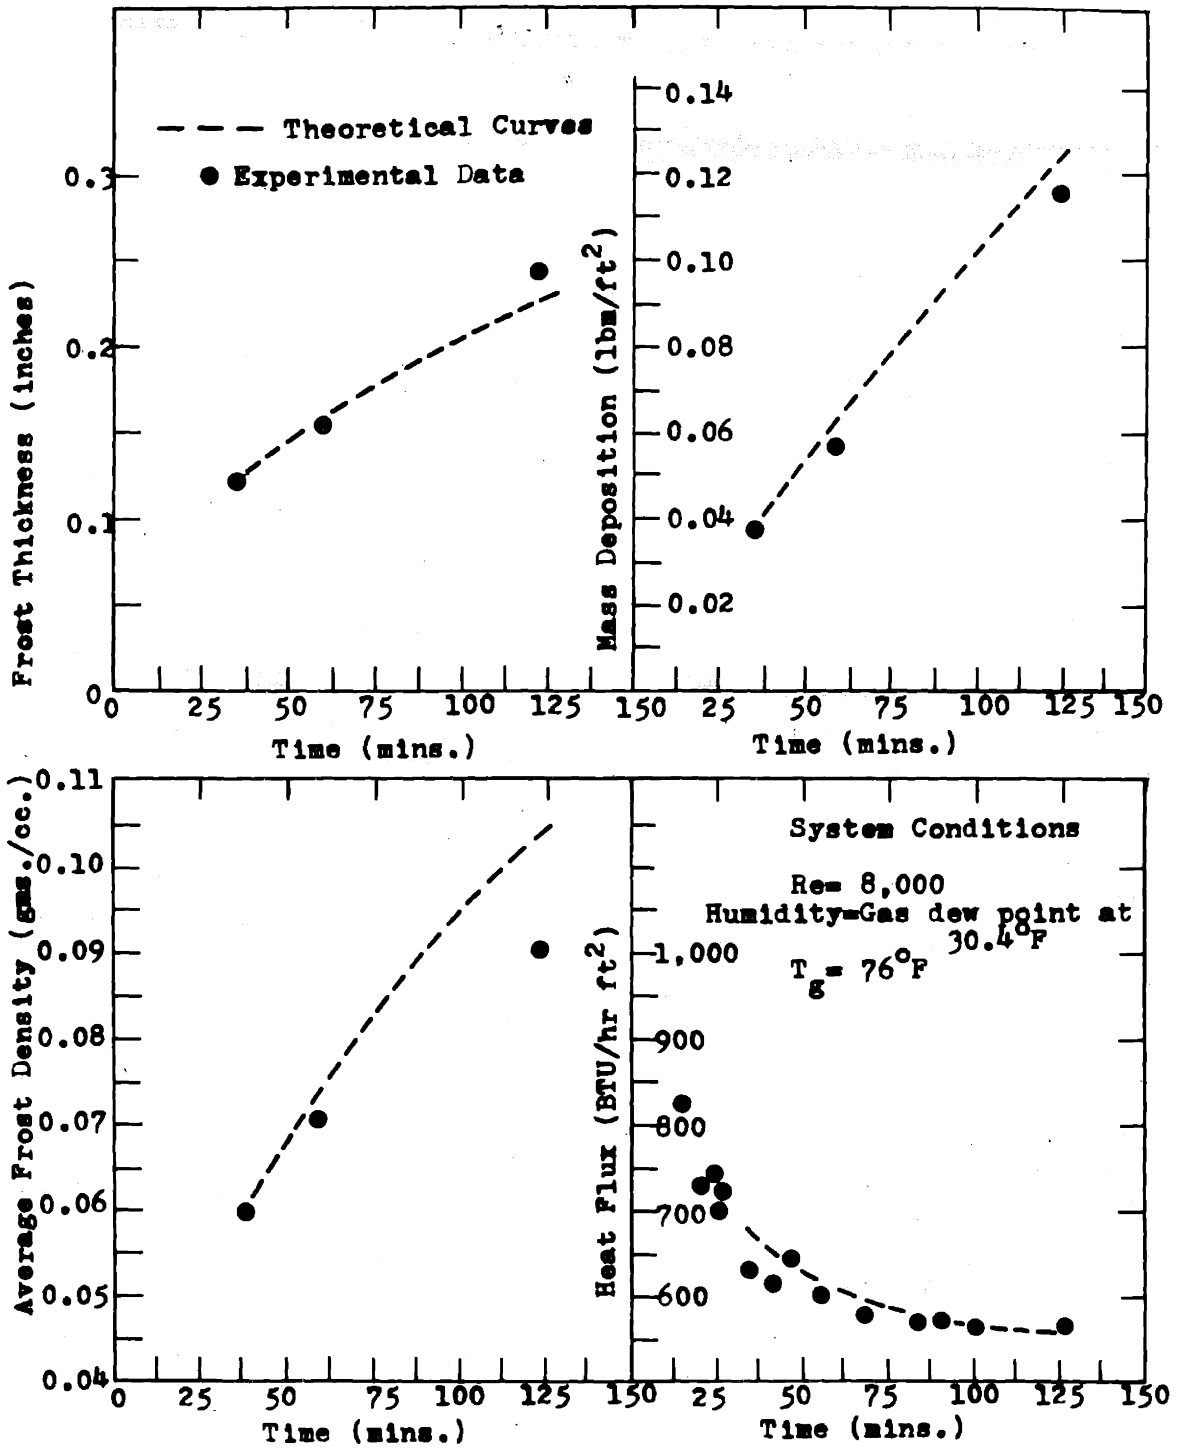 Theoretical Curves
Experimental Data
Frost Thickness (inches)
0.3
0.2
0.1
0
0 25 50 75 100 125 150
Time (mins.)
Mass Deposition (lbm/ft²)
0.14
0.12
0.10
0.08
0.06
0.04
0.02
25 50 75 100 125 150
Time (mins.)
Average Frost Density (gms./cc.)
0.11
0.10
0.09
0.08
0.07
0.06
0.05
0.04
0 25 50 75 100 125 150
Time (mins.)
System Conditions
Re= 8,000
Humidity=Gas dew point at
30.4°F
T_g= 76°F
Heat Flux (BTU/hr ft²)
1,000
900
800
700
600
25 50 75 100 125 150
Time (mins.)